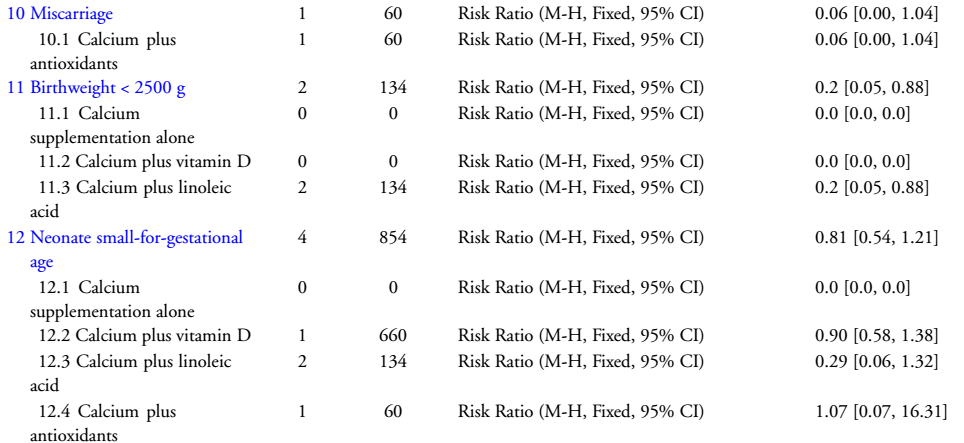 10 Miscarriage 1 60 Risk Ratio (M-H, Fixed, 95% CI) 0.06 [0.00, 1.04]
10.1 Calcium plus 1 60 Risk Ratio (M-H, Fixed, 95% CI) 0.06 [0.00, 1.04]
antioxidants
11 Birthweight < 2500 g 2 134 Risk Ratio (M-H, Fixed, 95% CI) 0.2 [0.05, 0.88]
11.1 Calcium 0 0 Risk Ratio (M-H, Fixed, 95% CI) 0.0 [0.0, 0.0]
supplementation alone
11.2 Calcium plus vitamin D 0 0 Risk Ratio (M-H, Fixed, 95% CI) 0.0 [0.0, 0.0]
11.3 Calcium plus linoleic 2 134 Risk Ratio (M-H, Fixed, 95% CI) 0.2 [0.05, 0.88]
acid
12 Neonate small-for-gestational 4 854 Risk Ratio (M-H, Fixed, 95% CI) 0.81 [0.54, 1.21]
age
12.1 Calcium 0 0 Risk Ratio (M-H, Fixed, 95% CI) 0.0 [0.0, 0.0]
supplementation alone
12.2 Calcium plus vitamin D 1 660 Risk Ratio (M-H, Fixed, 95% CI) 0.90 [0.58, 1.38]
12.3 Calcium plus linoleic 2 134 Risk Ratio (M-H, Fixed, 95% CI) 0.29 [0.06, 1.32]
acid
12.4 Calcium plus 1 60 Risk Ratio (M-H, Fixed, 95% CI) 1.07 [0.07, 16.31]
antioxidants